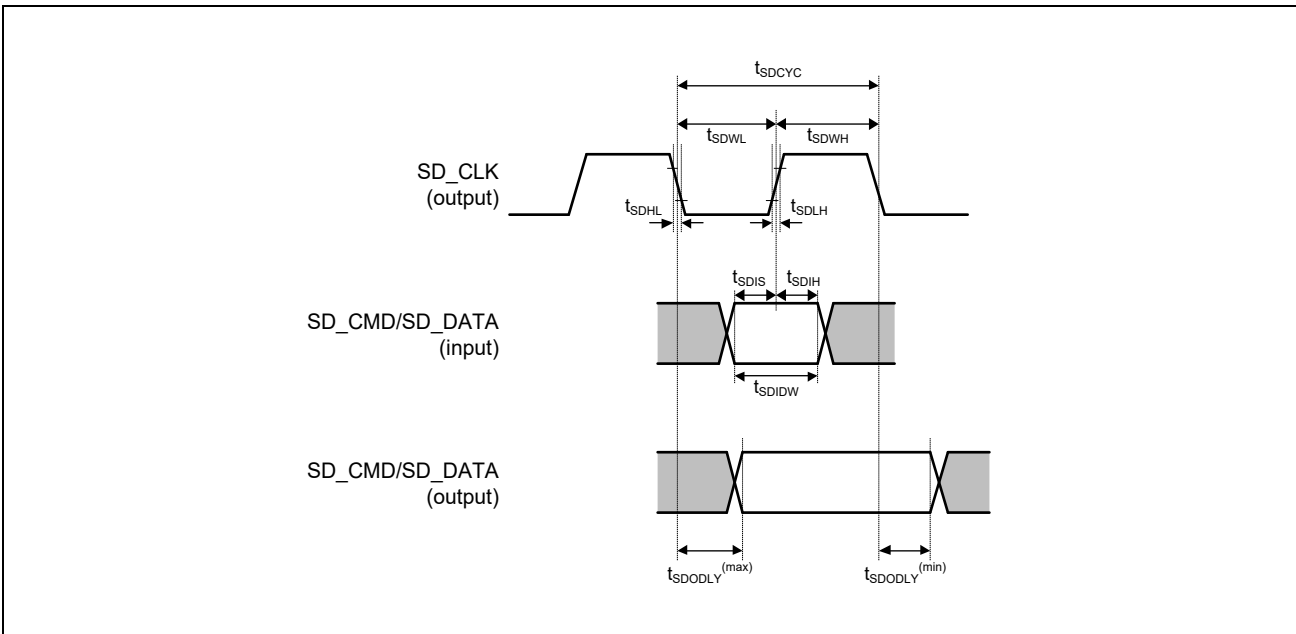 tSDCYC
tSDWL
tSDWH
SD_CLK
(output)
tSDHL
tSDLH
tSDIS
tSDIH
SD_CMD/SD_DATA
(input)
tSDIDW
SD_CMD/SD_DATA
(output)
tSDODLY(max)
tSDODLY(min)